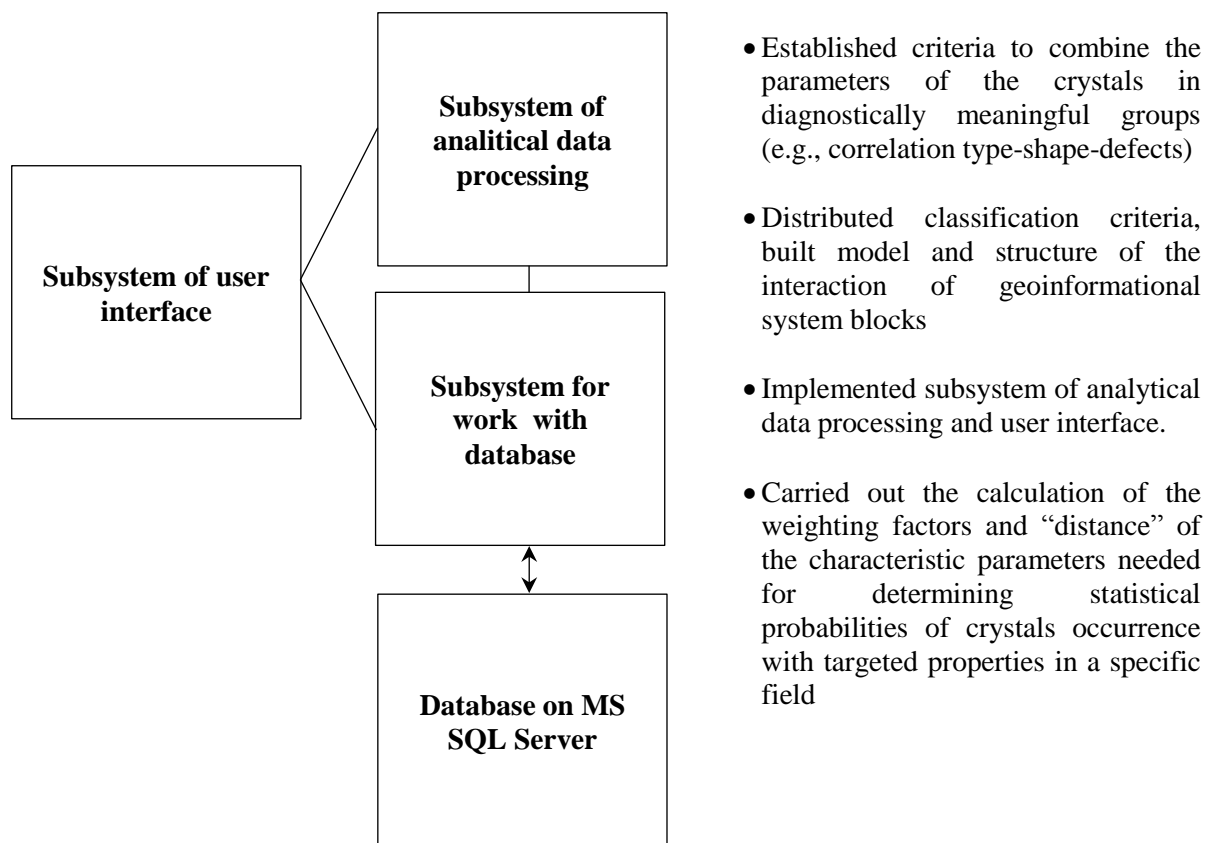 Subsystem of
analitical data
processing
Subsystem of user
interface
Subsystem for
work with
database
Database on MS
SQL Server
• Established criteria to combine the
parameters of the crystals in
diagnostically meaningful groups
(e.g., correlation type-shape-defects)
• Distributed classification criteria,
built model and structure of the
interaction of geoinformational
system blocks
• Implemented subsystem of analytical
data processing and user interface.
• Carried out the calculation of the
weighting factors and “distance” of
the characteristic parameters needed
for determining statistical
probabilities of crystals occurrence
with targeted properties in a specific
field